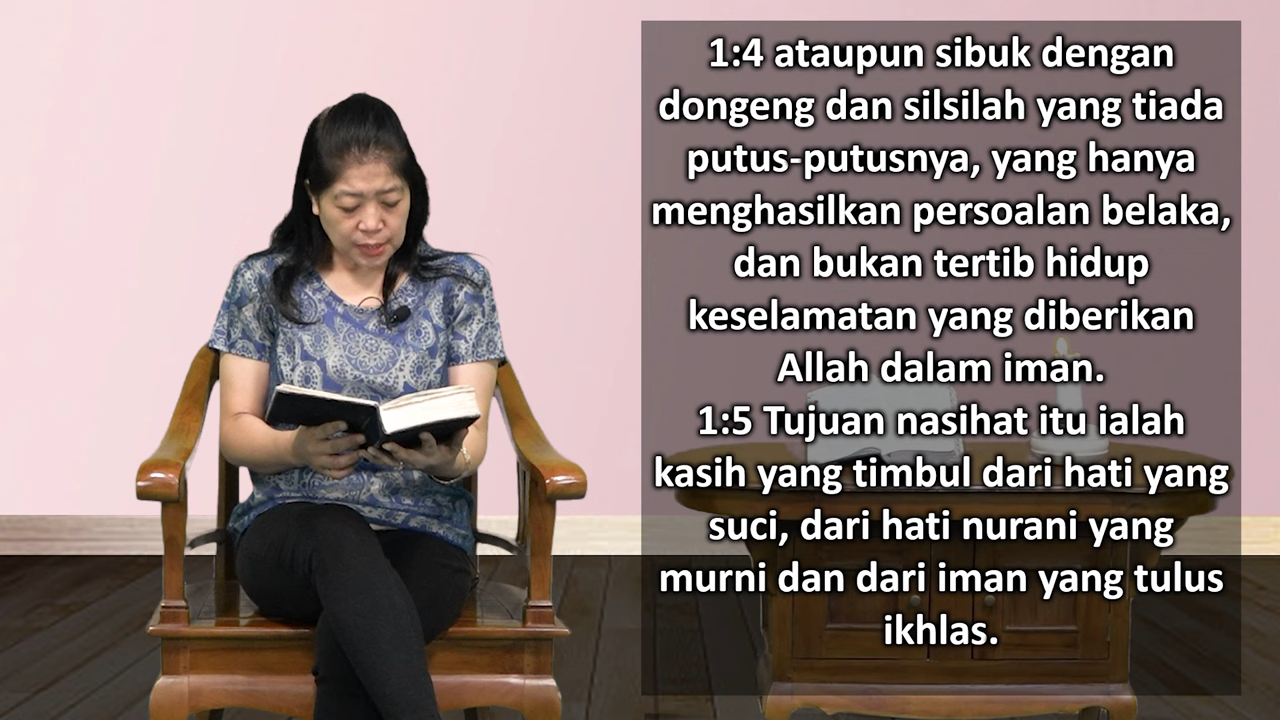 1:4 ataupun sibuk dengan
dongeng dan silsilah yang tiada
putus-putusnya, yang hanya
menghasilkan persoalan belaka,
dan bukan tertib hidup
keselamatan yang diberikan
Allah dalam iman.
1:5 Tujuan nasihat itu ialah
kasih yang timbul dari hati yang
suci, dari hati nurani yang
murni dan dari iman yang tulus
ikhlas.